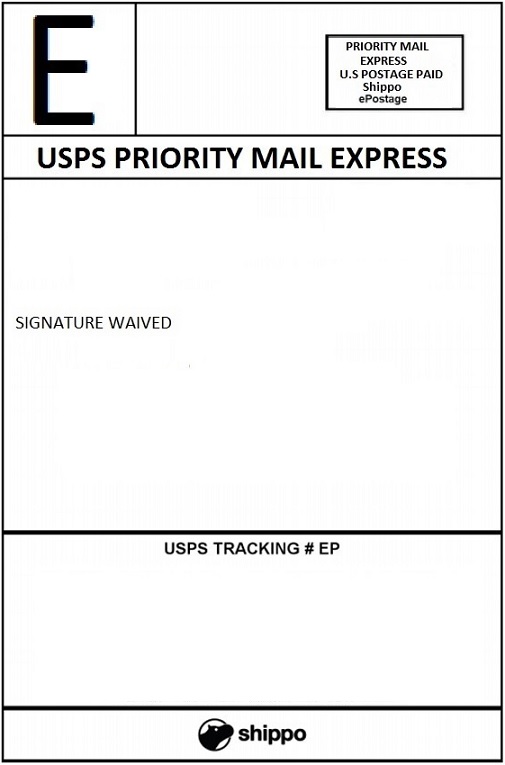 E
PRIORITY MAIL
EXPRESS
U.S POSTAGE PAID
Shippo
ePostage
USPS PRIORITY MAIL EXPRESS
SIGNATURE WAIVED
USPS TRACKING # EP
shippo